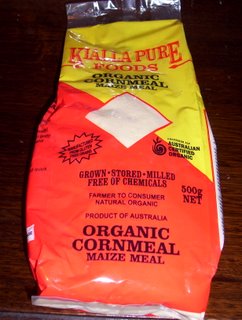 KIALLA PURE
FOODS
ORGANIC
CORNMEAL
MAIZE MEAL
AUSTRALIAN
CERTIFIED
ORGANIC
GROWN · STORED · MILLED
FREE OF CHEMICALS
500g
NET
FARMER TO CONSUMER
NATURAL ORGANIC
PRODUCT OF AUSTRALIA
ORGANIC
CORNMEAL
MAIZE MEAL